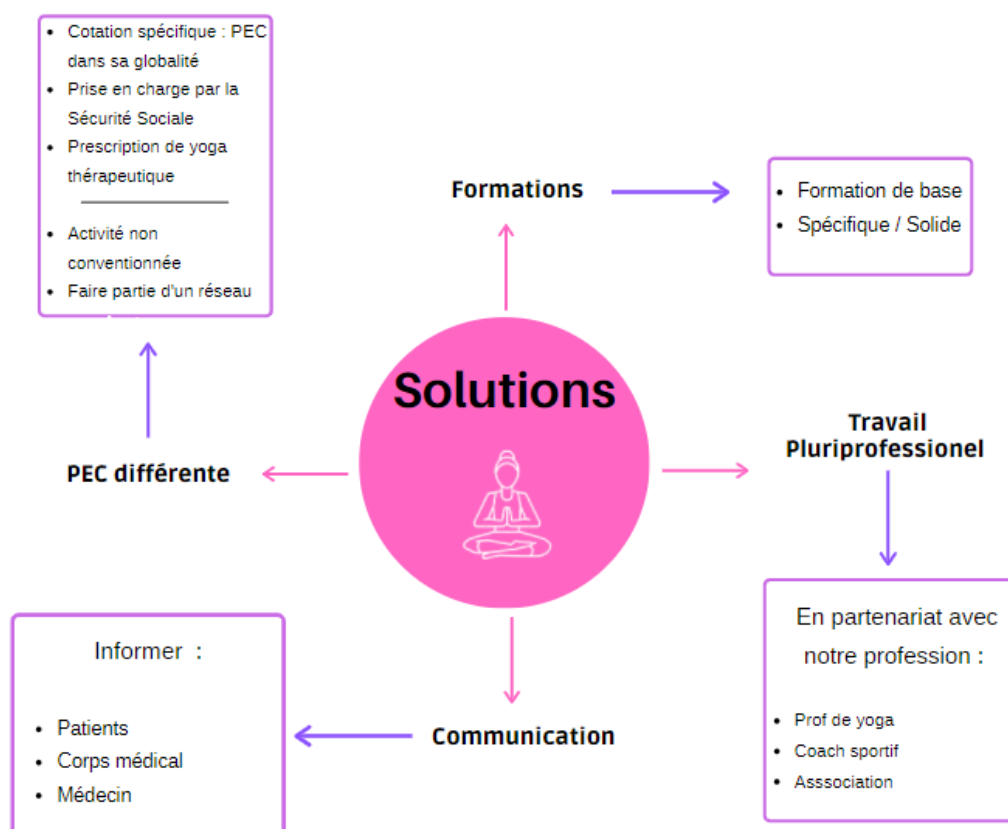 • Cotation spécifique : PEC
dans sa globalité
• Prise en charge par la
Sécurité Sociale
• Prescription de yoga
thérapeutique
• Activité non
conventionnée
• Faire partie d'un réseau
Formations
• Formation de base
• Spécifique / Solide
Solutions
PEC différente
Travail
Pluriprofessionel
En partenariat avec
notre profession :
• Prof de yoga
• Coach sportif
• Asssociation
Communication
Informer :
• Patients
• Corps médical
• Médecin